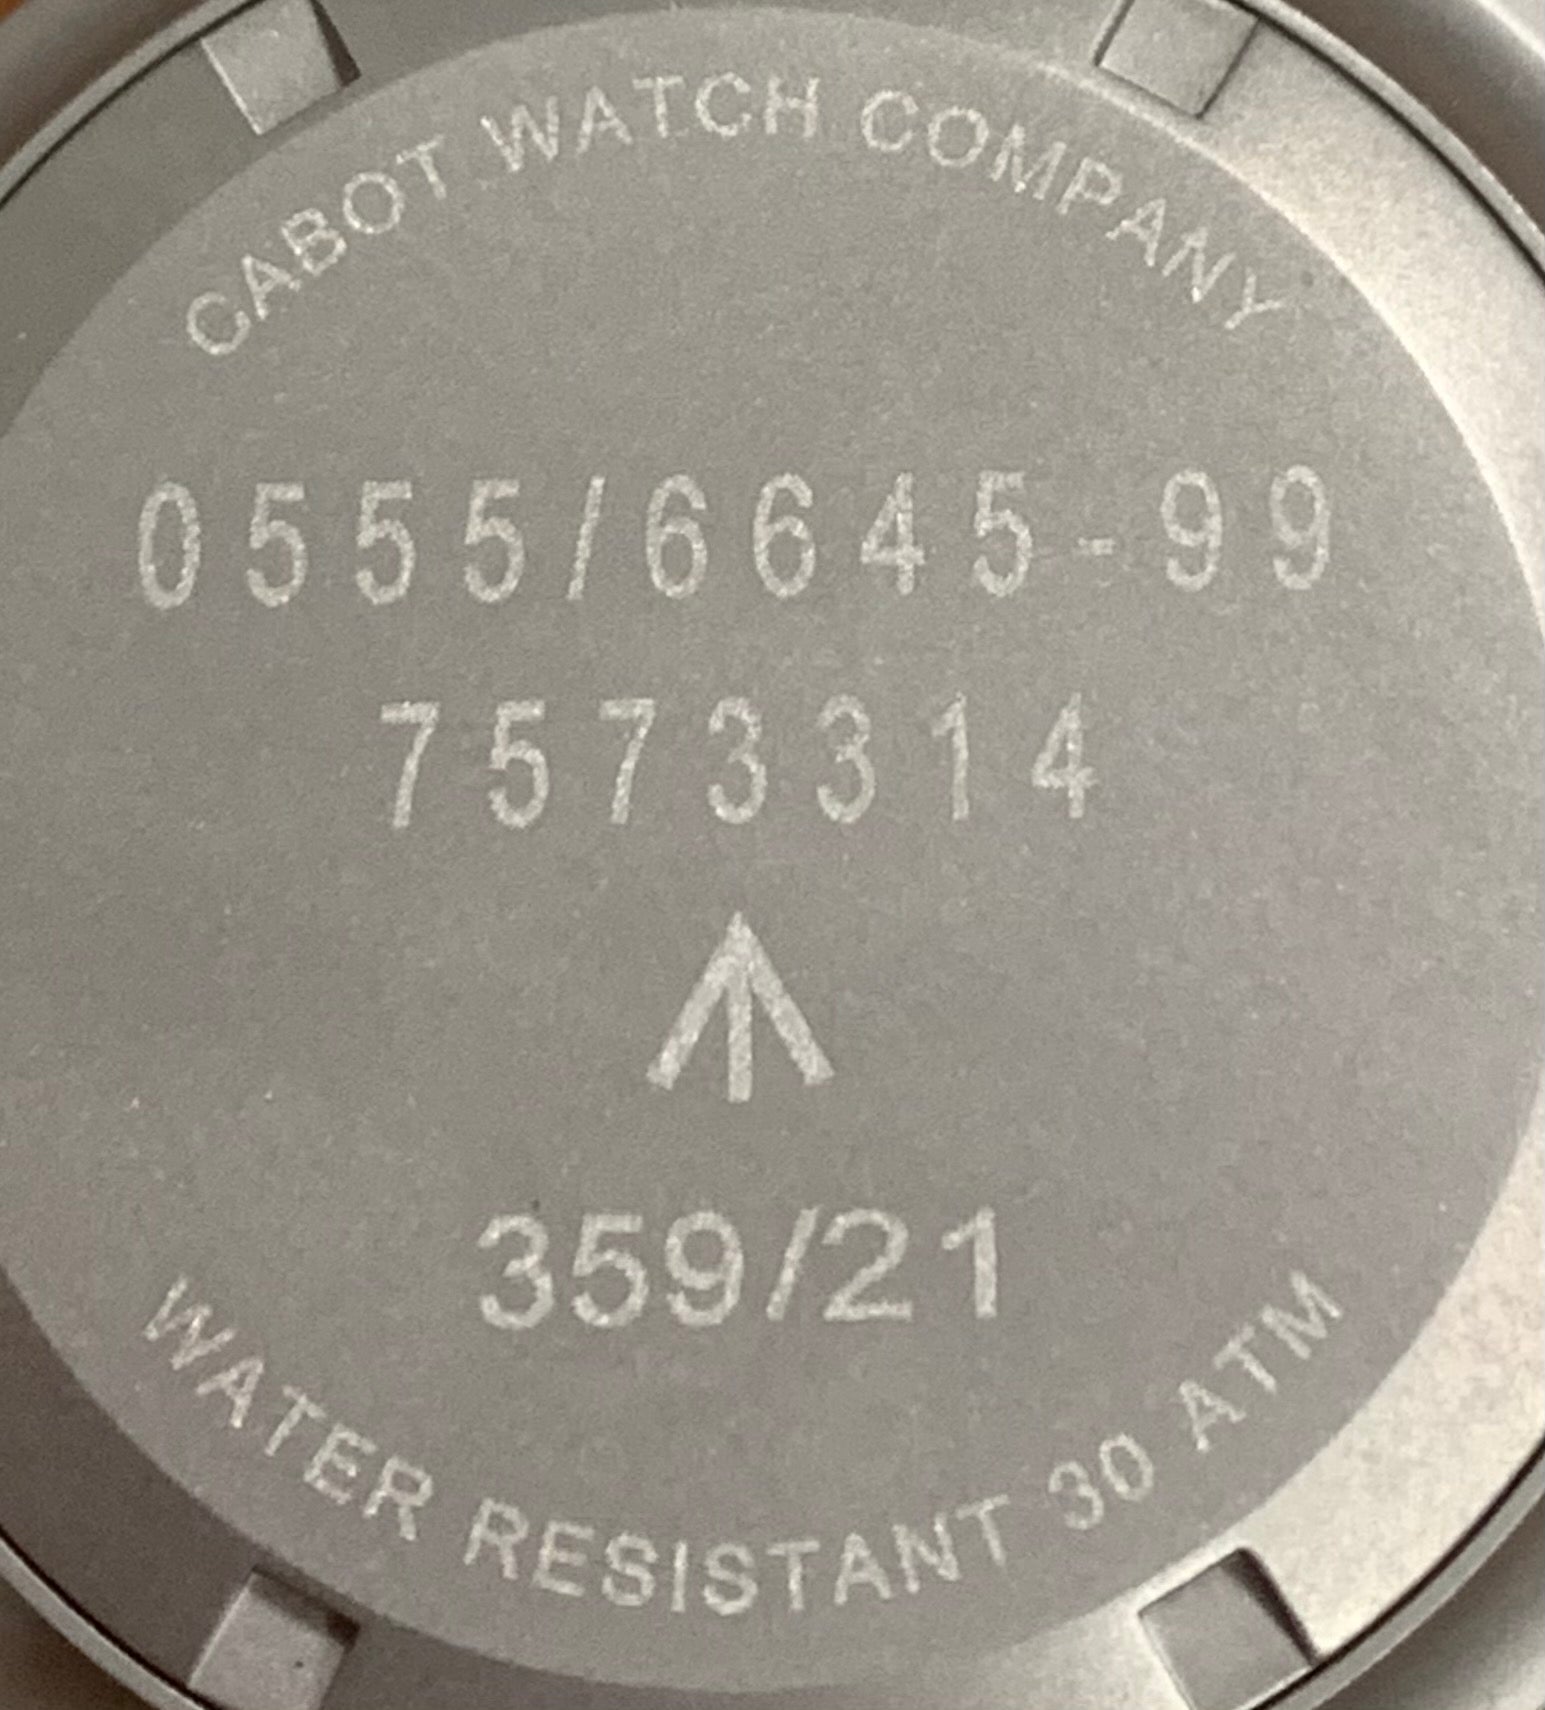 CABOT WATCH COMPANY
0555/6645-99
7573314
359/21
WATER RESISTANT 30 ATM